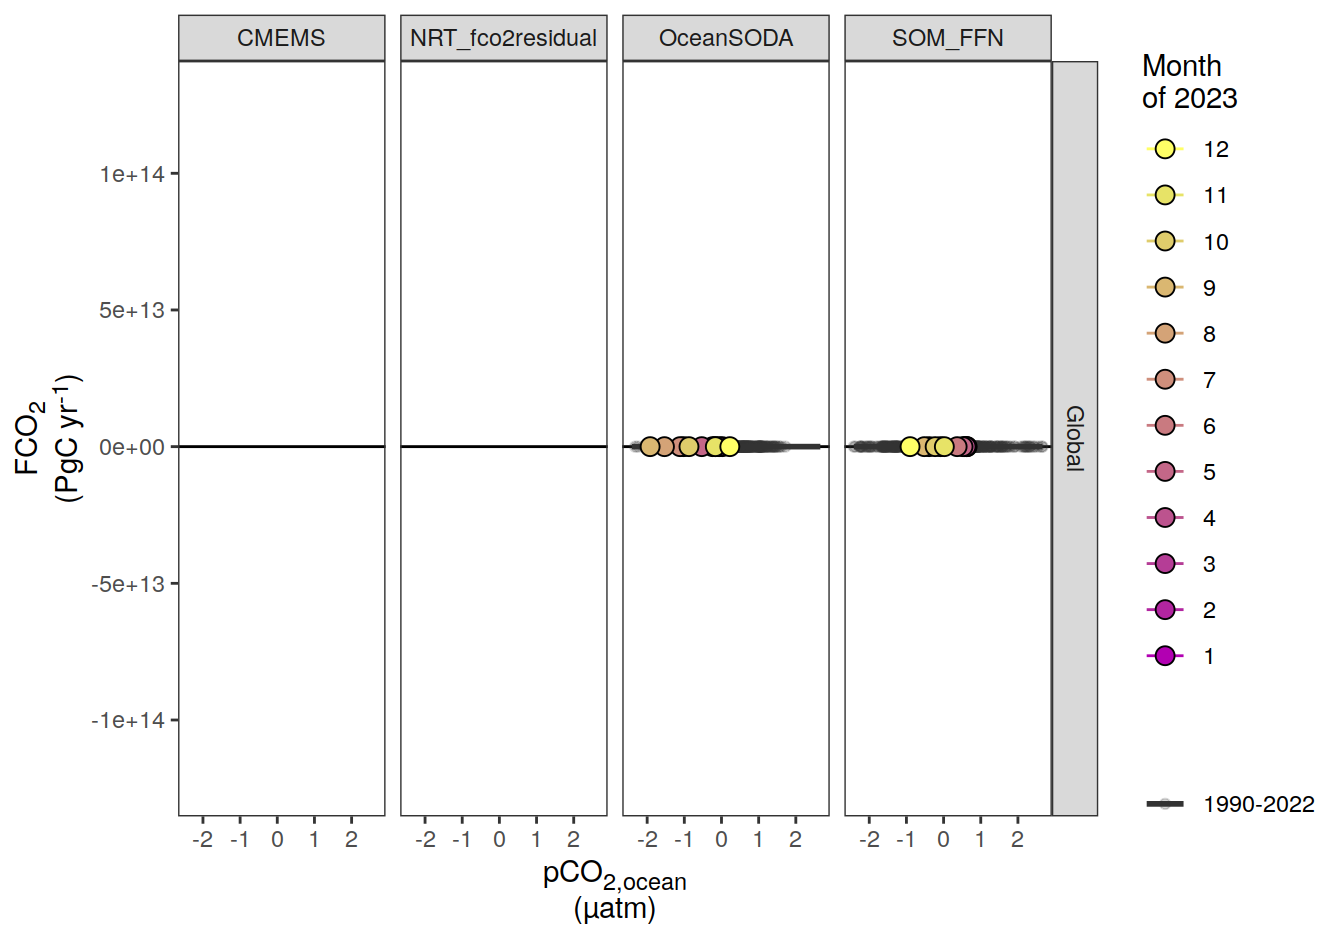 CMEMS NRT_fco2residual OceanSODA SOM_FFN
Global
FCO2
(PgC yr-1)
1e+14
5e+13
0e+00
-5e+13
-1e+14
-2 -1 0 1 2 -2 -1 0 1 2 -2 -1 0 1 2 -2 -1 0 1 2
pCO2,ocean
(µatm)
Month
of 2023
12
11
10
9
8
7
6
5
4
3
2
1
1990-2022